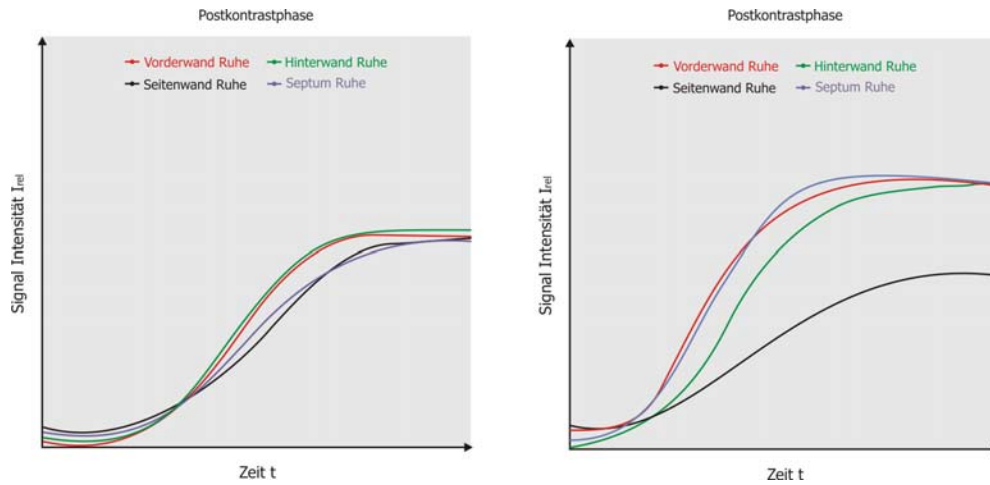 Postkontrastphase
Vorderwand Ruhe
Hinterwand Ruhe
Seitenwand Ruhe
Septum Ruhe
Signal Intensität Irel
Zeit t
Postkontrastphase
Vorderwand Ruhe
Hinterwand Ruhe
Seitenwand Ruhe
Septum Ruhe
Signal Intensität Irel
Zeit t